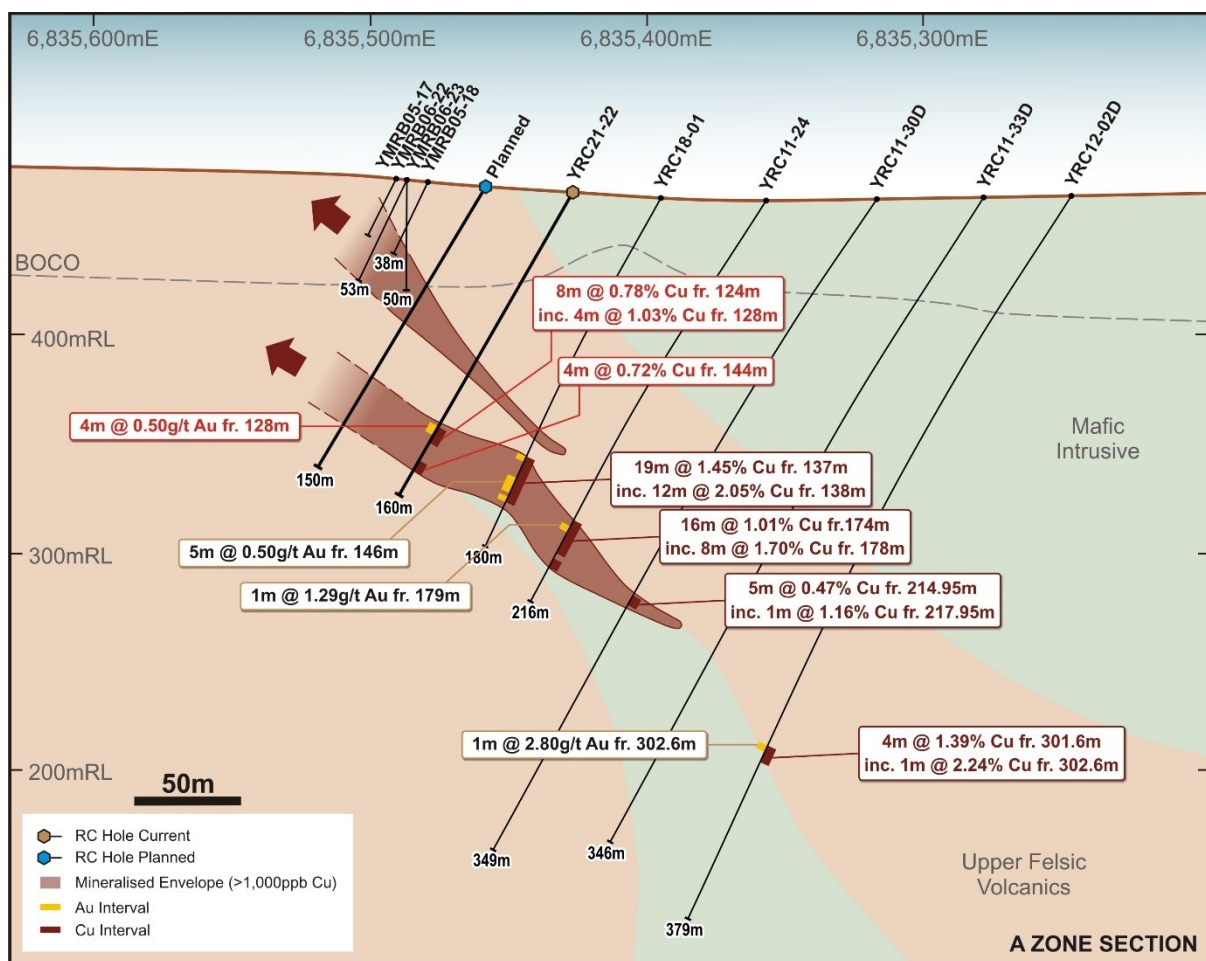 6,835,600mE
6,835,500mE
6,835,400mE
6,835,300mE
YMRB05-17
YMRB06-22
YMRB06-23
YMRB05-18
Planned
YRC21-22
YRC18-01
YRC11-24
YRC11-30D
YRC11-33D
YRC12-02D
BOCO
38m
53m
50m
8m @ 0.78% Cu fr. 124m
inc. 4m @ 1.03% Cu fr. 128m
400mRL
4m @ 0.72% Cu fr. 144m
4m @ 0.50g/t Au fr. 128m
Mafic
Intrusive
150m
160m
19m @ 1.45% Cu fr. 137m
inc. 12m @ 2.05% Cu fr. 138m
16m @ 1.01% Cu fr.174m
inc. 8m @ 1.70% Cu fr. 178m
5m @ 0.50g/t Au fr. 146m
300mRL
180m
1m @ 1.29g/t Au fr. 179m
216m
5m @ 0.47% Cu fr. 214.95m
inc. 1m @ 1.16% Cu fr. 217.95m
1m @ 2.80g/t Au fr. 302.6m
4m @ 1.39% Cu fr. 301.6m
inc. 1m @ 2.24% Cu fr. 302.6m
200mRL
50m
349m
346m
379m
Upper Felsic
Volcanics
RC Hole Current
RC Hole Planned
Mineralised Envelope (>1,000ppb Cu)
Au Interval
Cu Interval
A ZONE SECTION